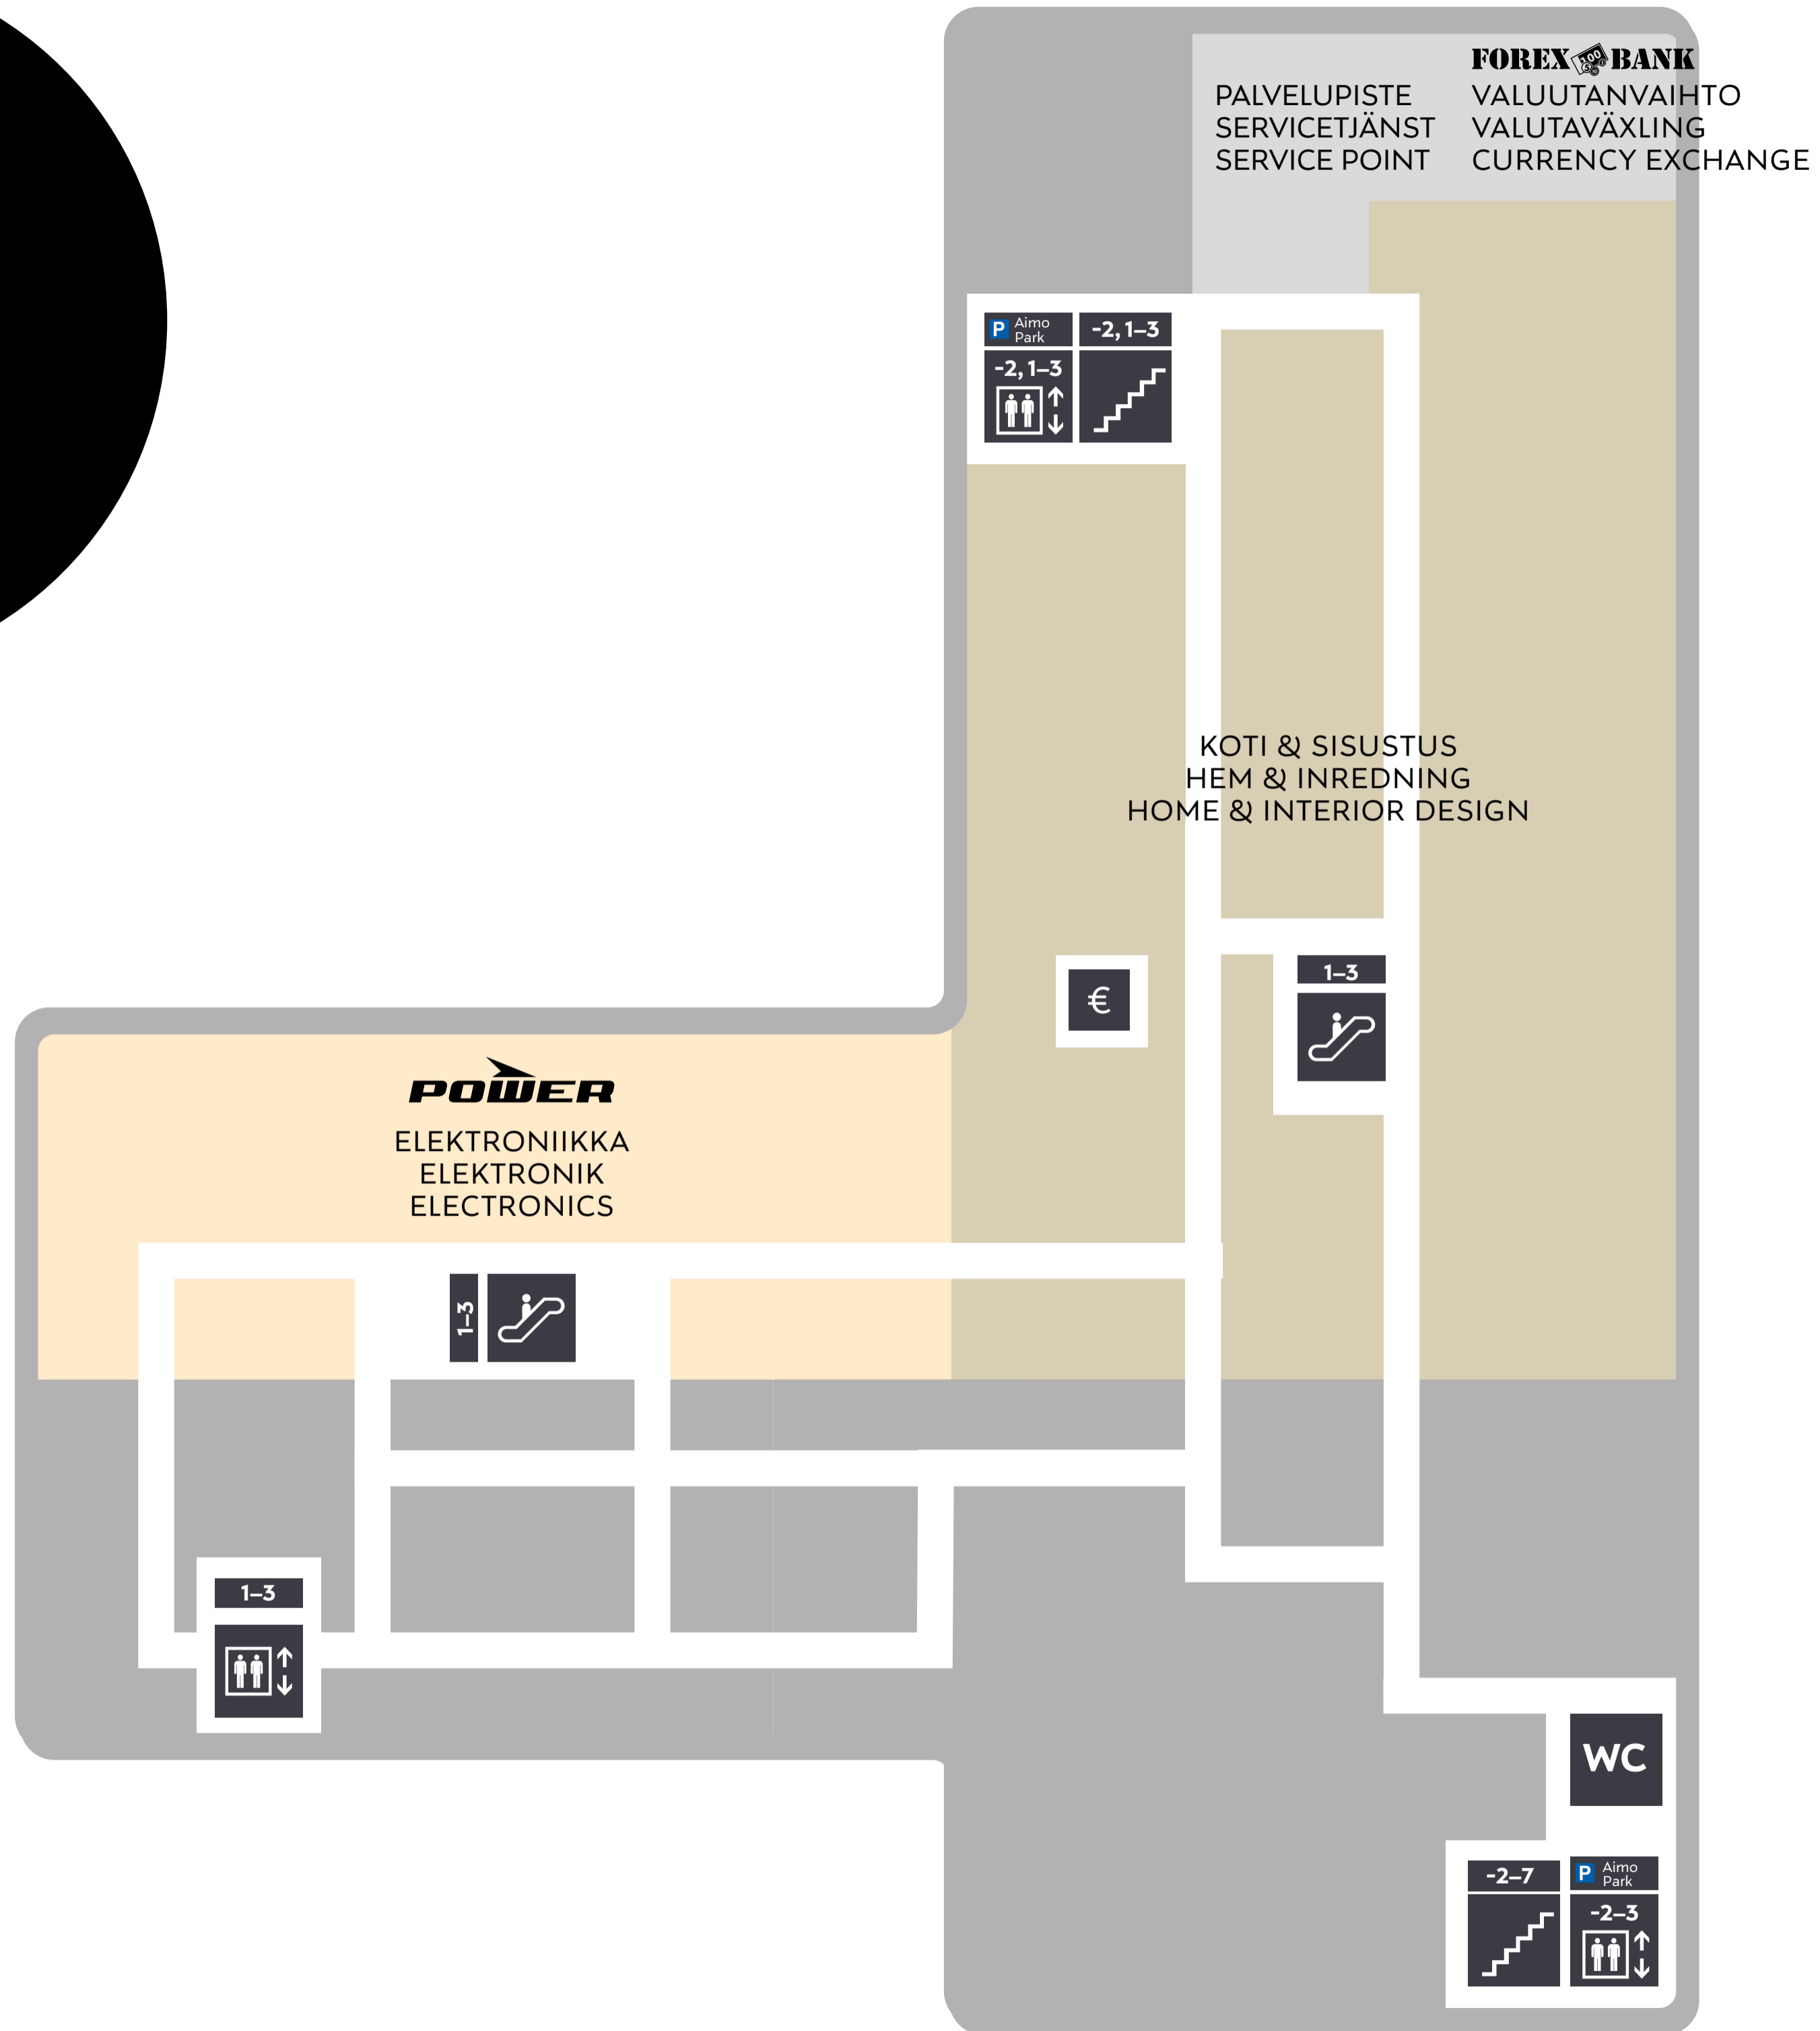 FOREX BANK
100
PALVELUPISTE
SERVICETJÄNST
SERVICE POINT
VALUUTANVAIHTO
VALUTAVÄXLING
CURRENCY EXCHANGE
P Aimo
Park
-2, 1–3
-2, 1–3
KOTI & SISUSTUS
HEM & INREDNING
HOME & INTERIOR DESIGN
1–3
€
POWER
ELEKTRONIIKKA
ELEKTRONIK
ELECTRONICS
1–3
1–3
WC
-2–7
P Aimo
Park
-2–3